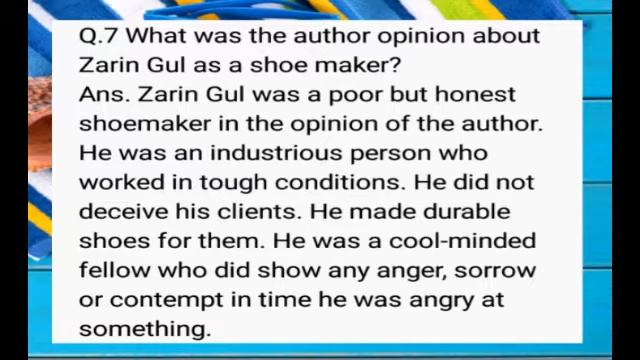 Q.7 What was the author opinion about
Zarin Gul as a shoe maker?
Ans. Zarin Gul was a poor but honest
shoemaker in the opinion of the author.
He was an industrious person who
worked in tough conditions. He did not
deceive his clients. He made durable
shoes for them. He was a cool-minded
fellow who did show any anger, sorrow
or contempt in time he was angry at
something.